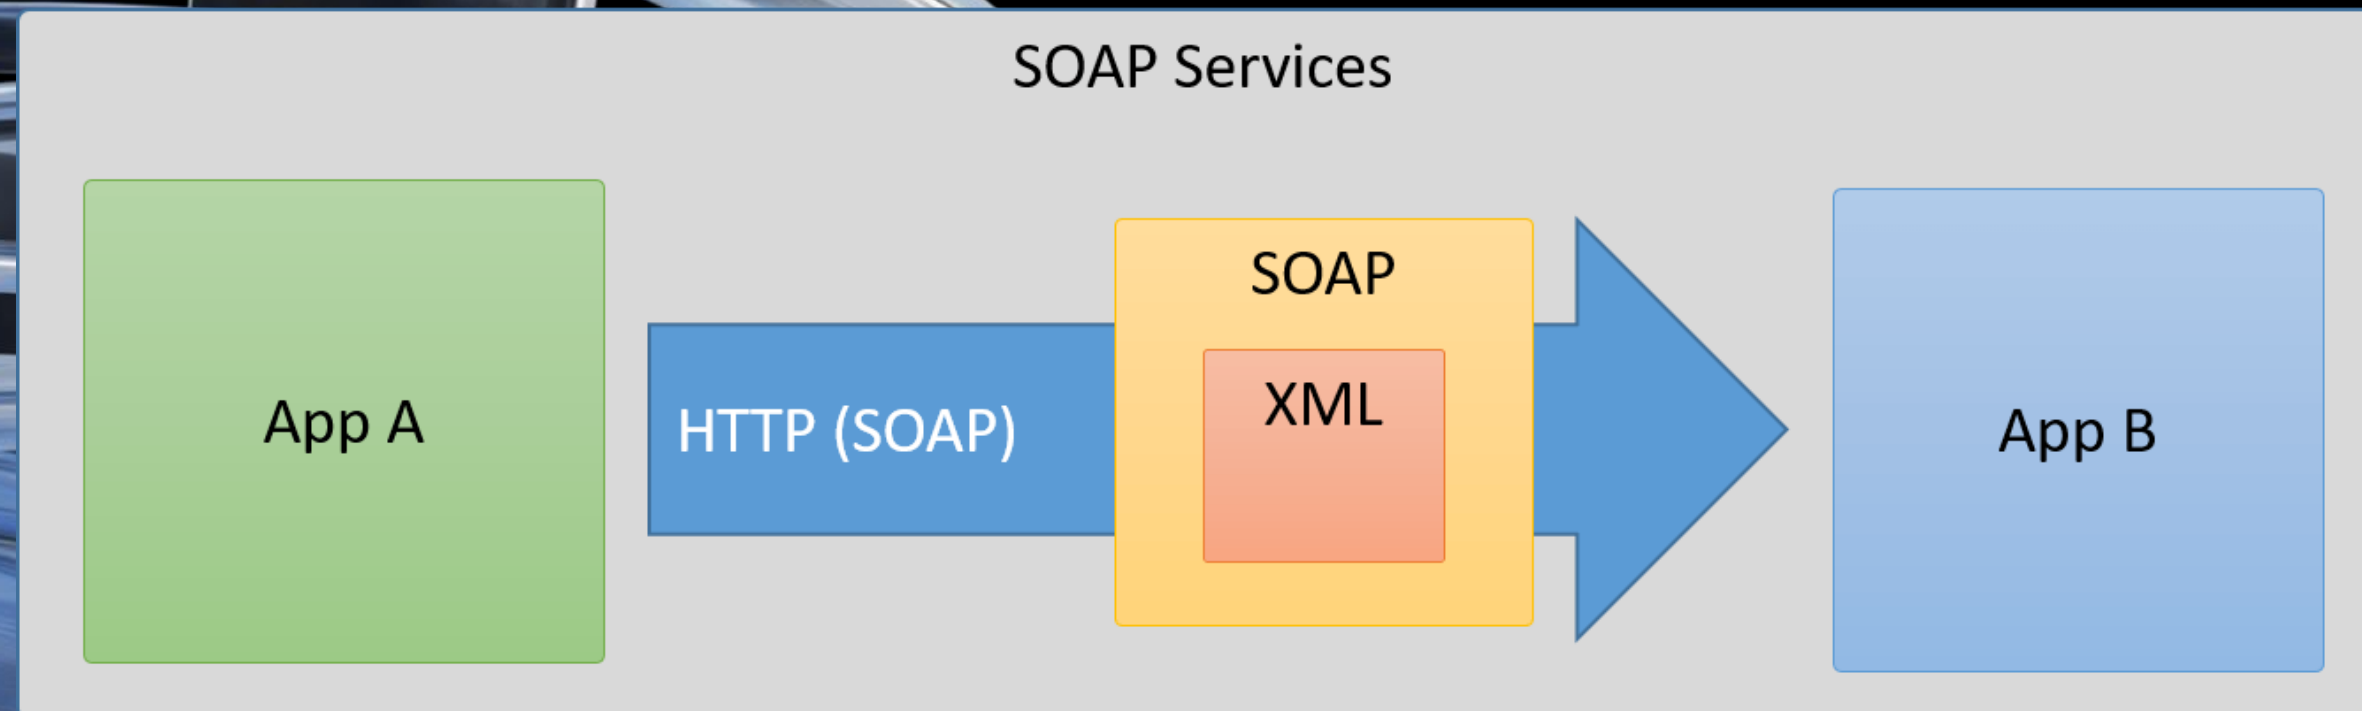 SOAP Services
App A
HTTP (SOAP)
SOAP
XML
App B